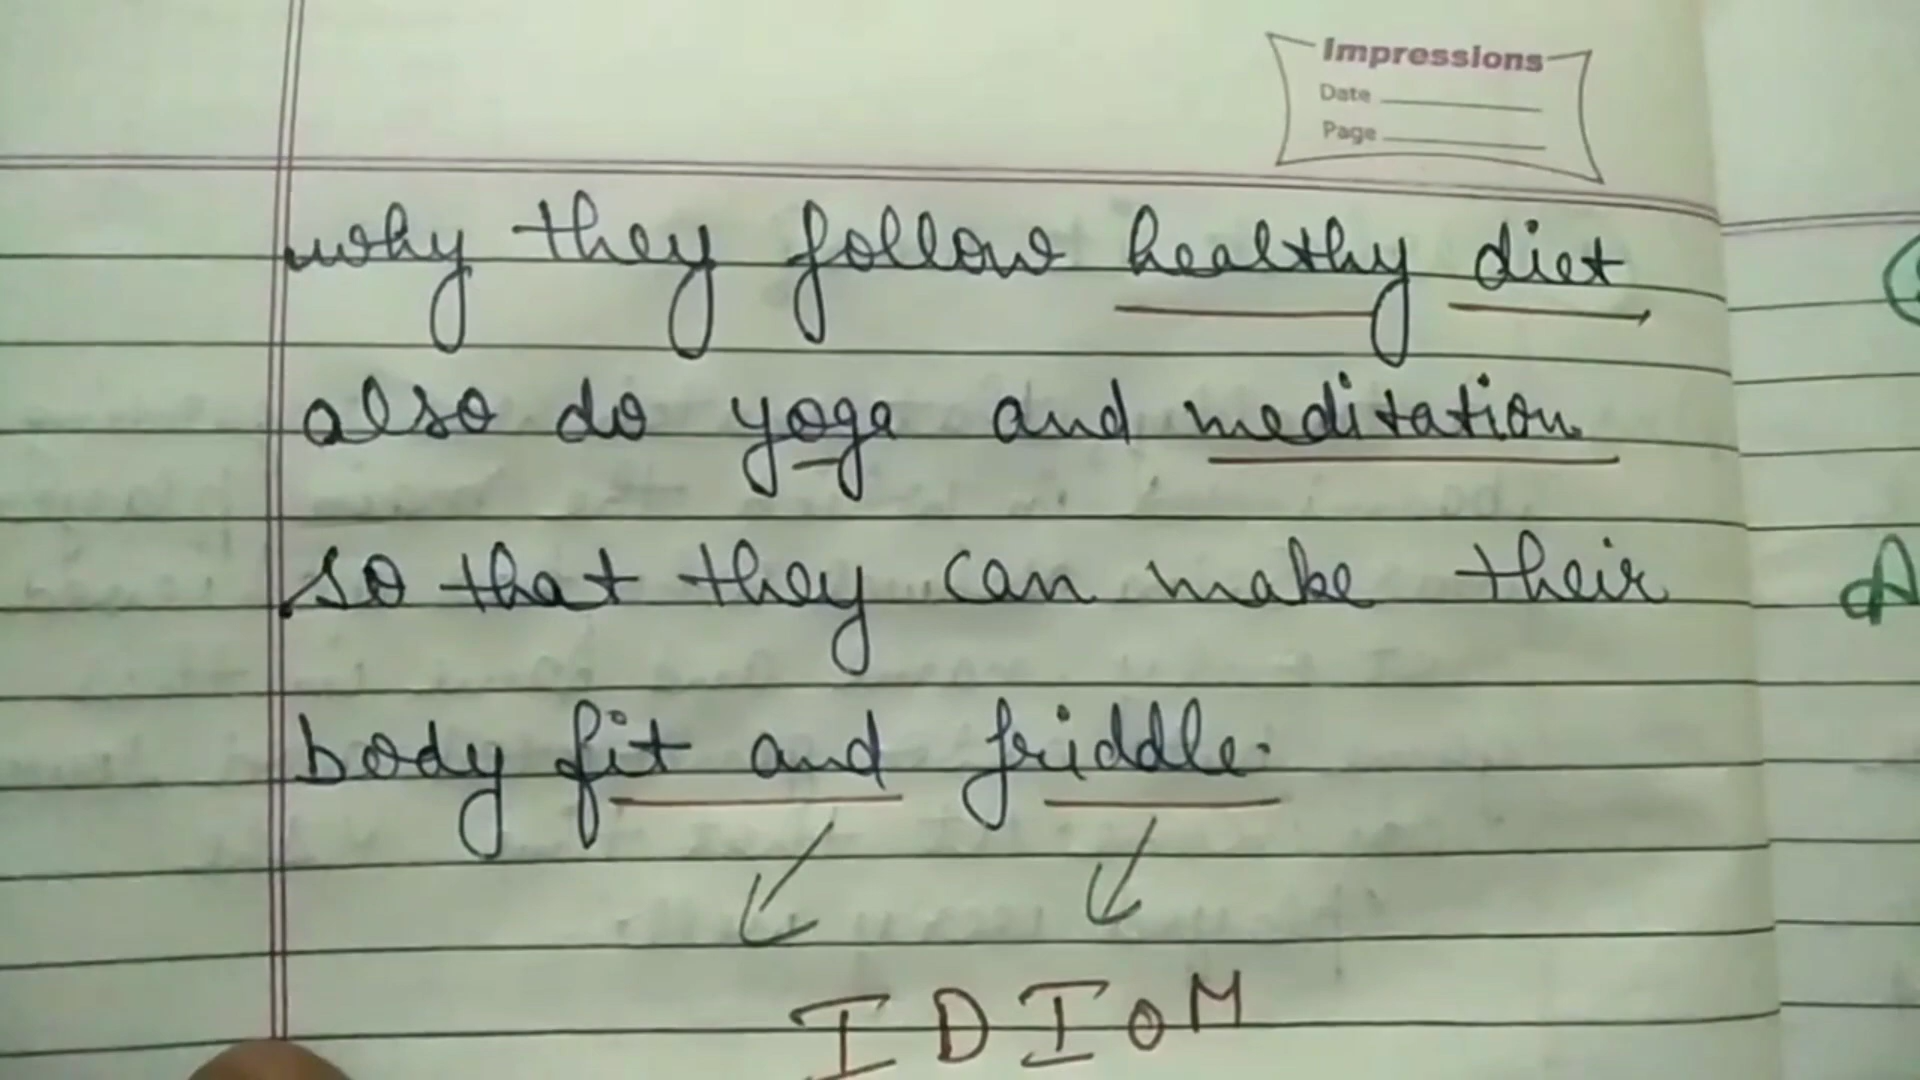 Impressions
Date
Page
why they follow healthy diet
also do yoga and meditation
so that they can make their
body fit and friddle.
IDIOM
A